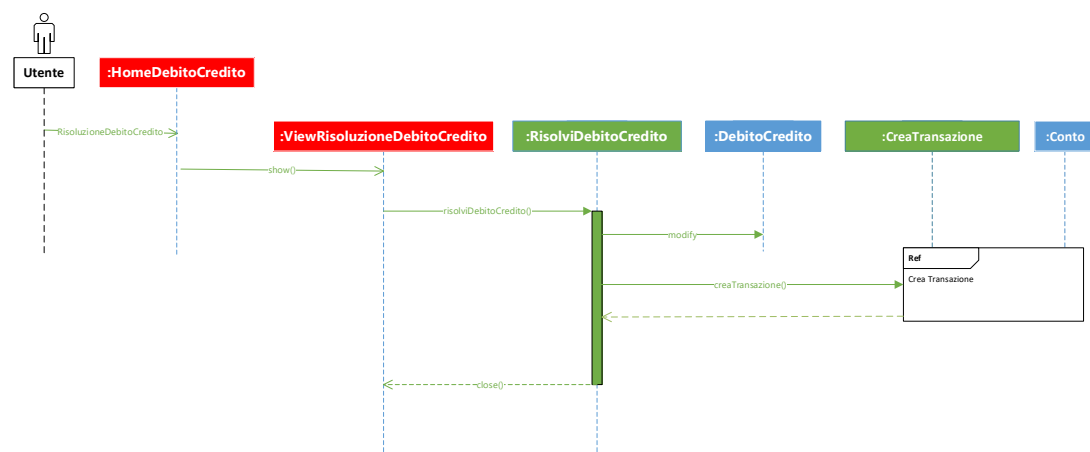 Utente
:HomeDebitoCredito
:ViewRisoluzioneDebitoCredito
:RisolviDebitoCredito
:DebitoCredito
:CreaTransazione
:Conto
RisoluzioneDebitoCredito
show()
risolviDebitoCredito()
modify
Ref
Crea Transazione
creaTransazione()
close()